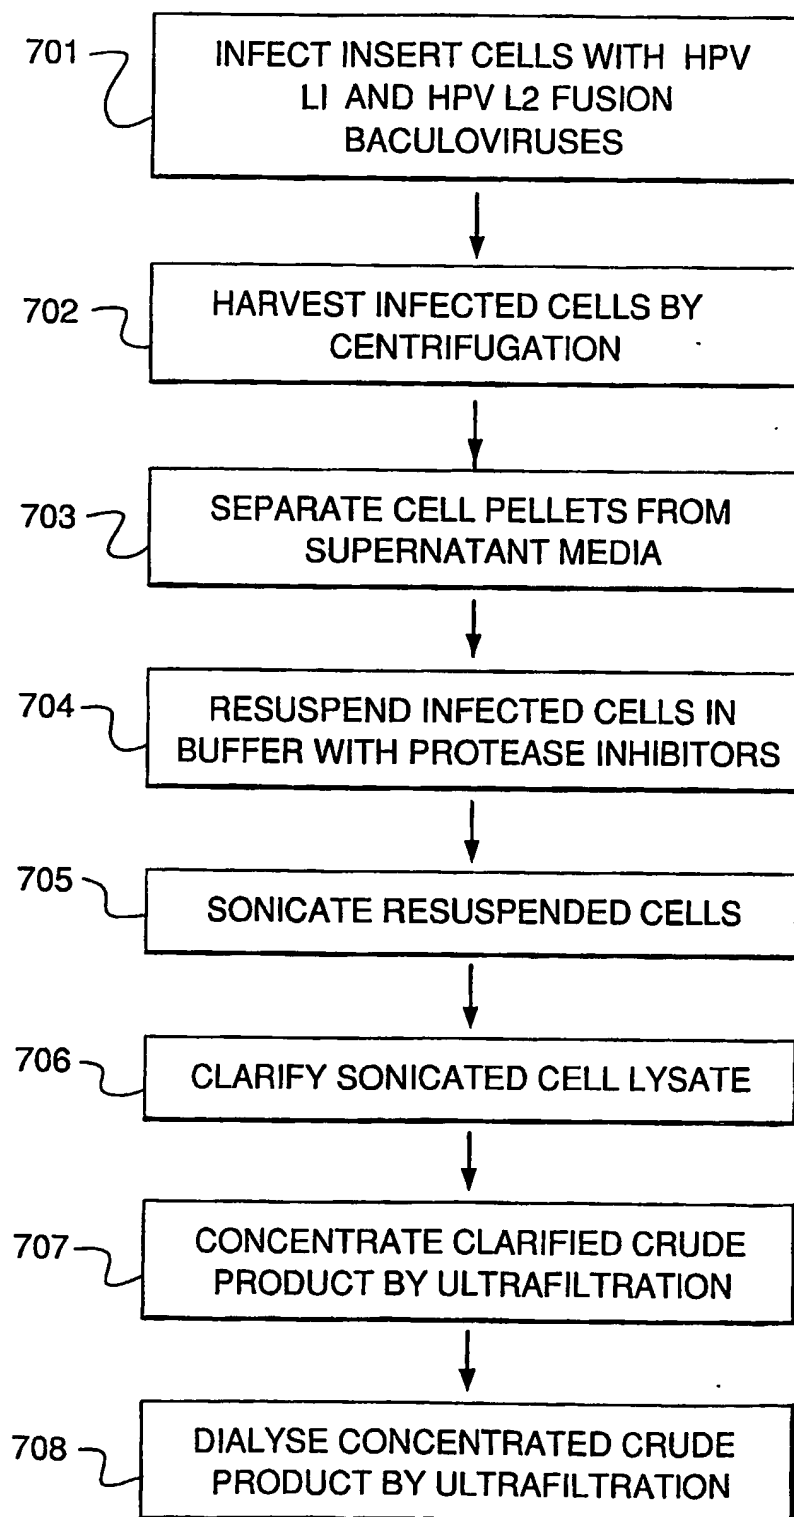 701
INFECT INSERT CELLS WITH HPV
LI AND HPV L2 FUSION
BACULOVIRUSES
702
HARVEST INFECTED CELLS BY
CENTRIFUGATION
703
SEPARATE CELL PELLETS FROM
SUPERNATANT MEDIA
704
RESUSPEND INFECTED CELLS IN
BUFFER WITH PROTEASE INHIBITORS
705
SONICATE RESUSPENDED CELLS
706
CLARIFY SONICATED CELL LYSATE
707
CONCENTRATE CLARIFIED CRUDE
PRODUCT BY ULTRAFILTRATION
708
DIALYSE CONCENTRATED CRUDE
PRODUCT BY ULTRAFILTRATION